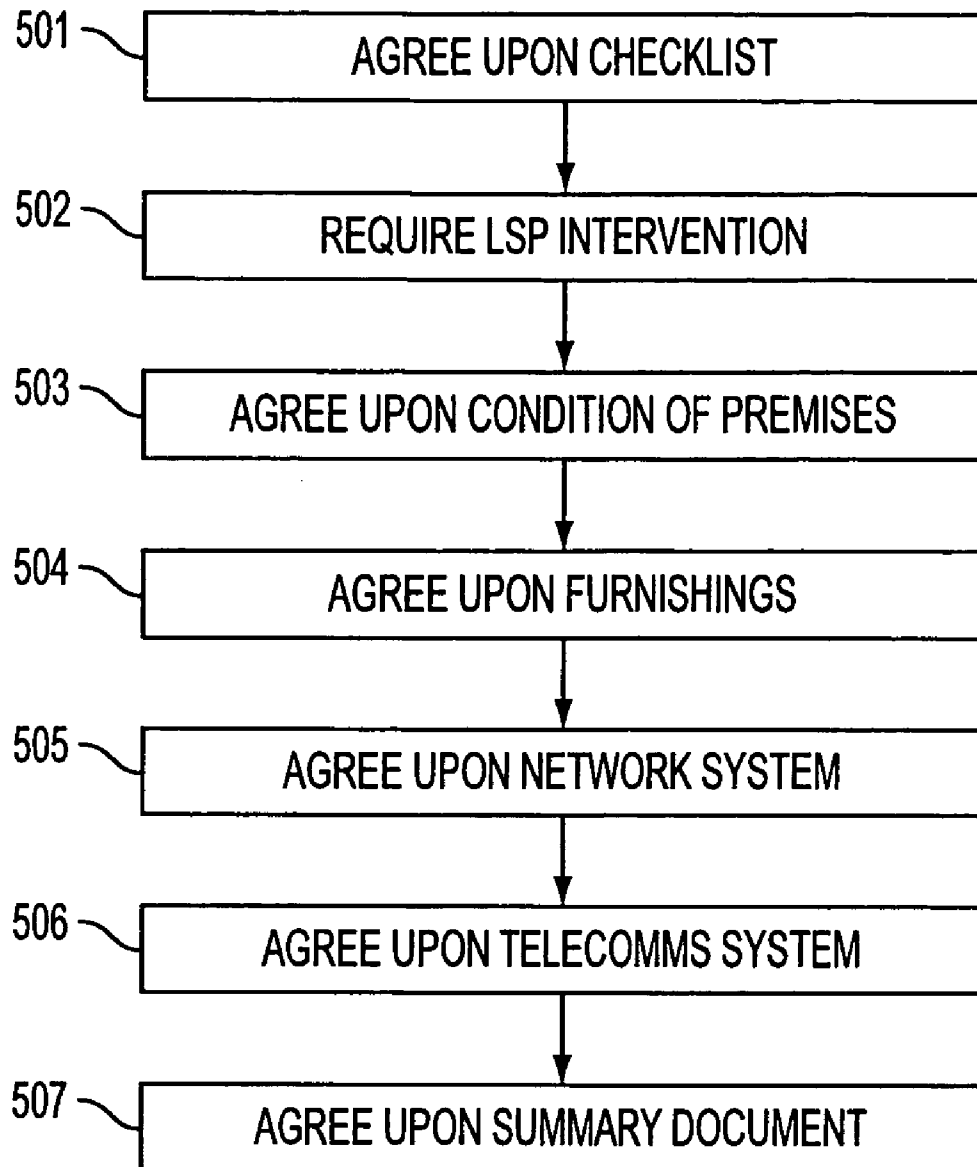 501 AGREE UPON CHECKLIST
502 REQUIRE LSP INTERVENTION
503 AGREE UPON CONDITION OF PREMISES
504 AGREE UPON FURNISHINGS
505 AGREE UPON NETWORK SYSTEM
506 AGREE UPON TELECOMMS SYSTEM
507 AGREE UPON SUMMARY DOCUMENT